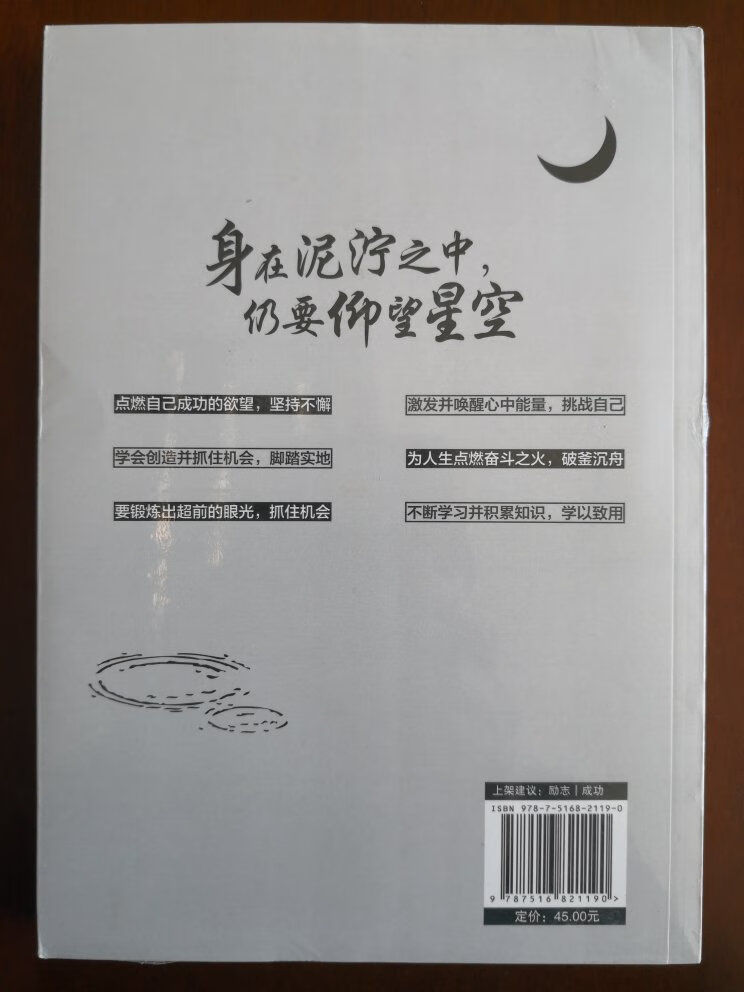 身在泥泞之中，
仍要仰望星空
点燃自己成功的欲望，坚持不懈
激发并唤醒心中能量，挑战自己
学会创造并抓住机会，脚踏实地
为人生点燃奋斗之火，破釜沉舟
要锻炼出超前的眼光，抓住机会
不断学习并积累知识，学以致用
上架建议：励志｜成功
ISBN 978-7-5168-2119-0
9 787516 821190 >
定价：45.00元